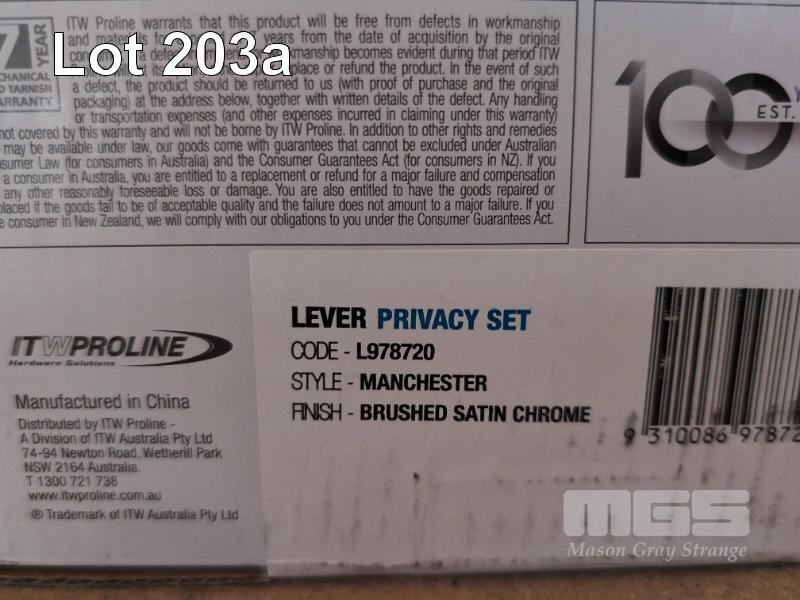 Lot 203a
7 YEAR
MECHANICAL
AND TARNISH
WARRANTY
ITW Proline warrants that this product will be free from defects in workmanship
and materials for years from the date of acquisition by the original
a defect workmanship becomes evident during that period ITW
place or refund the product. In the event of such
a defect, the product should be returned to us (with proof of purchase and the original
packaging) at the address below, together with written details of the defect. Any handling
or transportation expenses (and other expenses incurred in claiming under this warranty)
not covered by this warranty and will not be borne by ITW Proline. In addition to other rights and remedies
may be available under law, our goods come with guarantees that cannot be excluded under Australian
sumer Law (for consumers in Australia) and the Consumer Guarantees Act (for consumers in NZ). If you
a consumer in Australia, you are entitled to a replacement or refund for a major failure and compensation
any other reasonably foreseeable loss or damage. You are also entitled to have the goods repaired or
placed if the goods fail to be of acceptable quality and the failure does not amount to a major failure. If you
e consumer in New Zealand, we will comply with our obligations to you under the Consumer Guarantees Act.
100 Y
EST.
LEVER PRIVACY SET
CODE - L978720
STYLE - MANCHESTER
FINISH - BRUSHED SATIN CHROME
9 310086 97872
ITWPROLINE
Hardware Solutions
Manufactured in China
Distributed by ITW Proline -
A Division of ITW Australia Pty Ltd
74-94 Newton Road, Wetherill Park
NSW 2164 Australia.
T 1300 721 738
www.itwproline.com.au
® Trademark of ITW Australia Pty Ltd
MGS
Mason Gray Strange